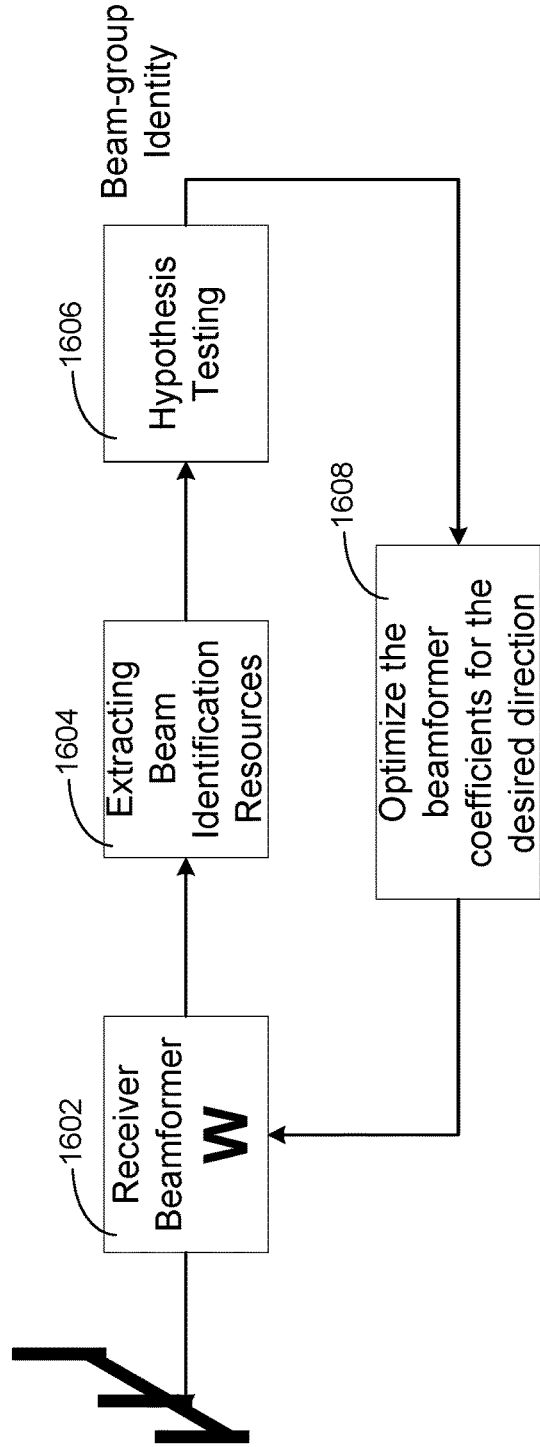 1602
Receiver
Beamformer
W
1604
Extracting
Beam
Identification
Resources
1606
Hypothesis
Testing
Beam-group
Identity
1608
Optimize the
beamformer
coefficients for the
desired direction